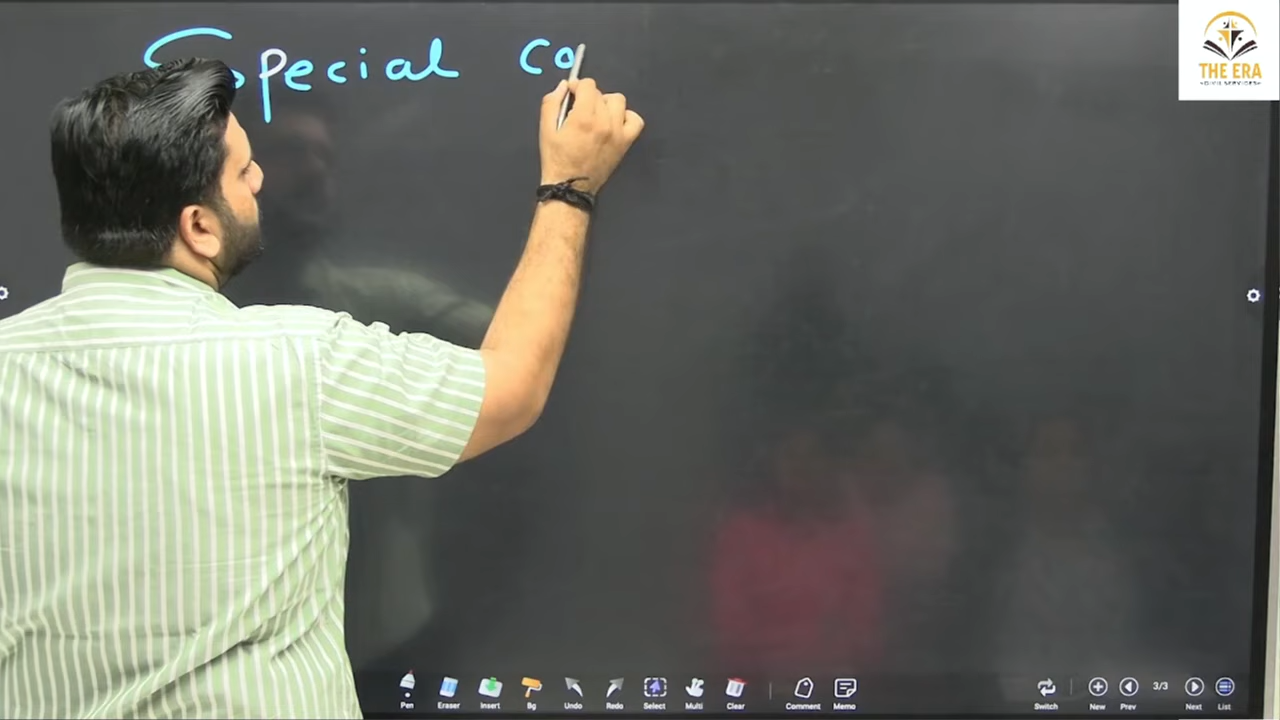 Special co
THE ERA
Pen Eraser Insert Bg Undo Redo Select Multi Clear Comment Memo Switch New Prev 3/3 Next List